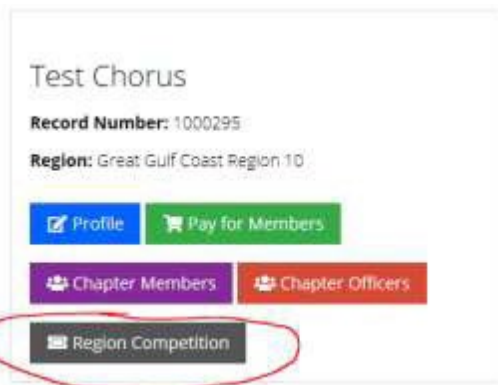 Test Chorus
Record Number: 1000295
Region: Great Gulf Coast Region 10
Profile Pay for Members
Chapter Members Chapter Officers
Region Competition